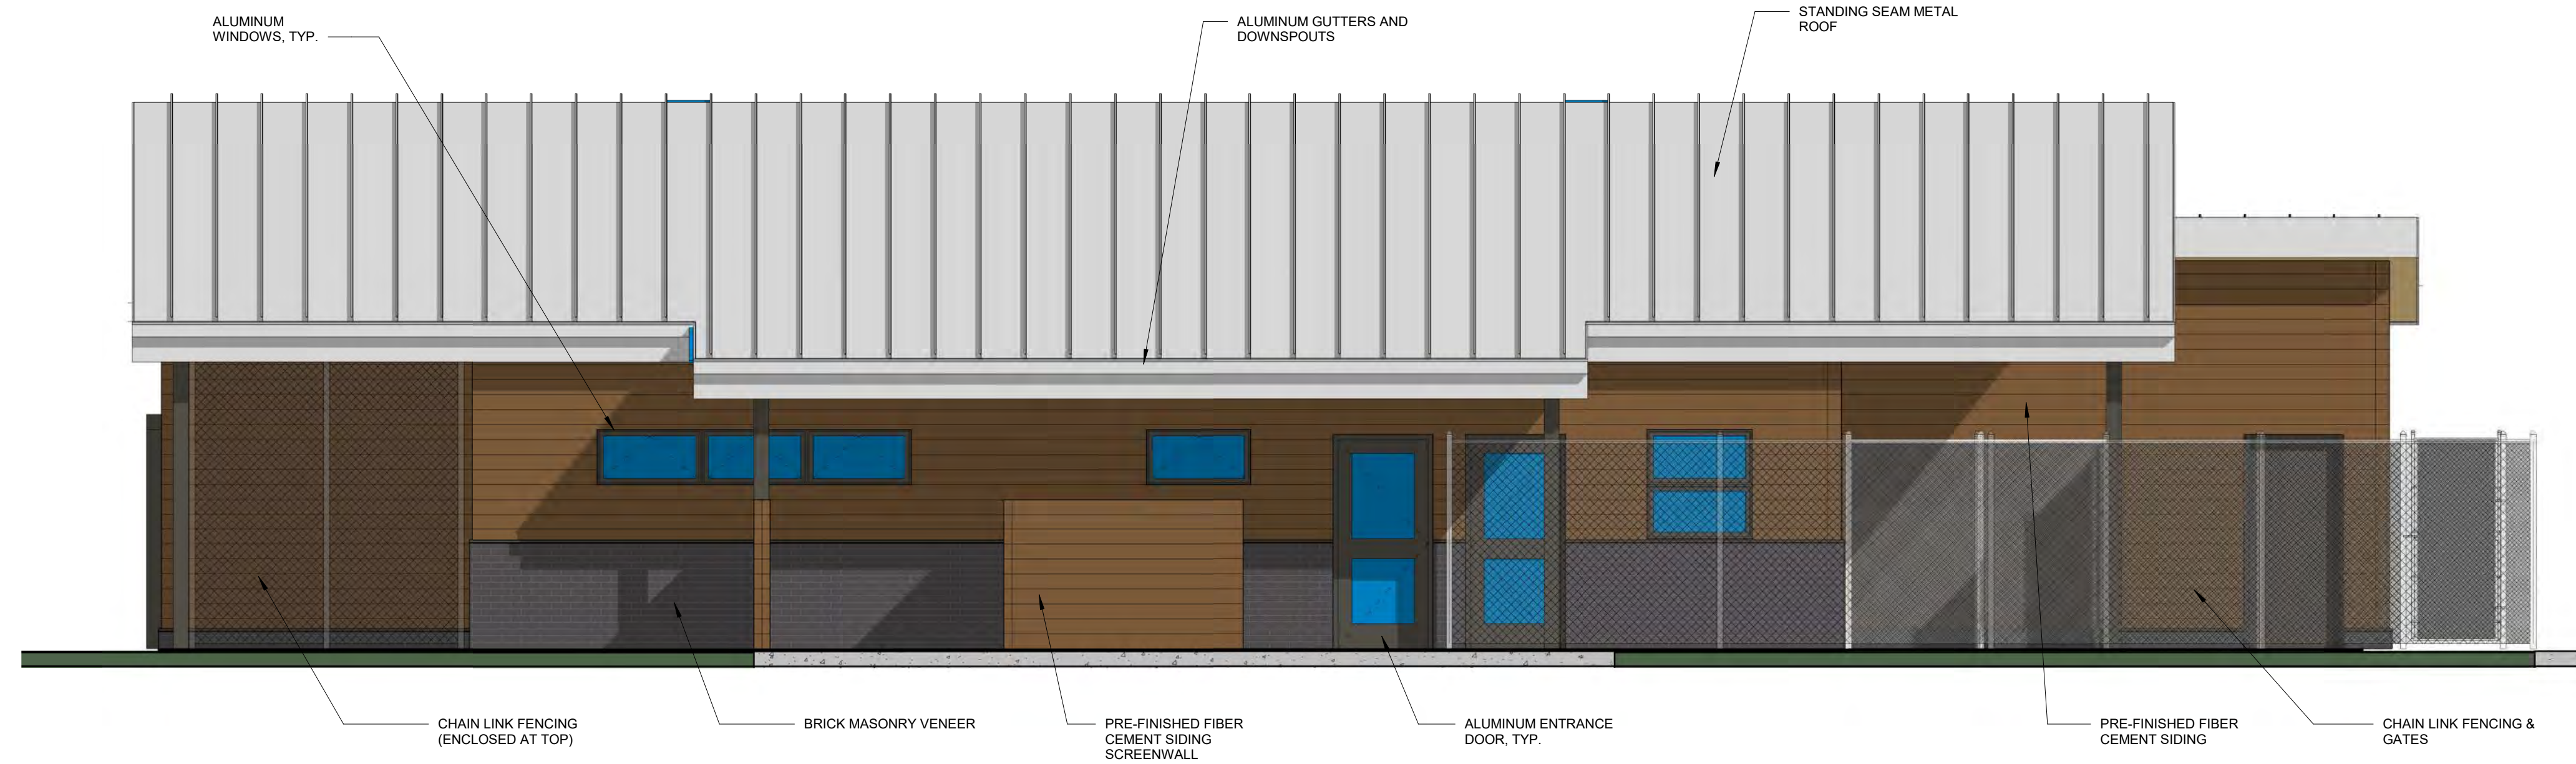 ALUMINUM
WINDOWS, TYP.
ALUMINUM GUTTERS AND
DOWNSPOUTS
STANDING SEAM METAL
ROOF
CHAIN LINK FENCING
(ENCLOSED AT TOP)
BRICK MASONRY VENEER
PRE-FINISHED FIBER
CEMENT SIDING
SCREENWALL
ALUMINUM ENTRANCE
DOOR, TYP.
PRE-FINISHED FIBER
CEMENT SIDING
CHAIN LINK FENCING &
GATES